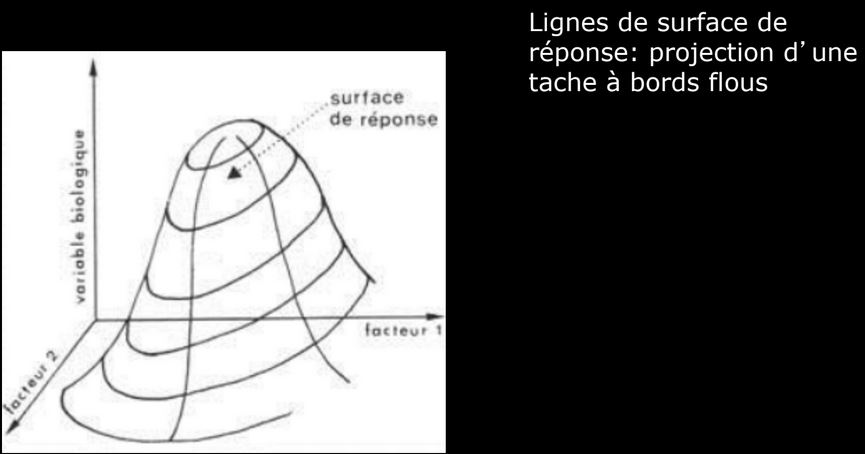 Lignes de surface de
réponse: projection d’une
tache à bords flous
surface
de réponse
variable biologique
facteur 1
facteur 2